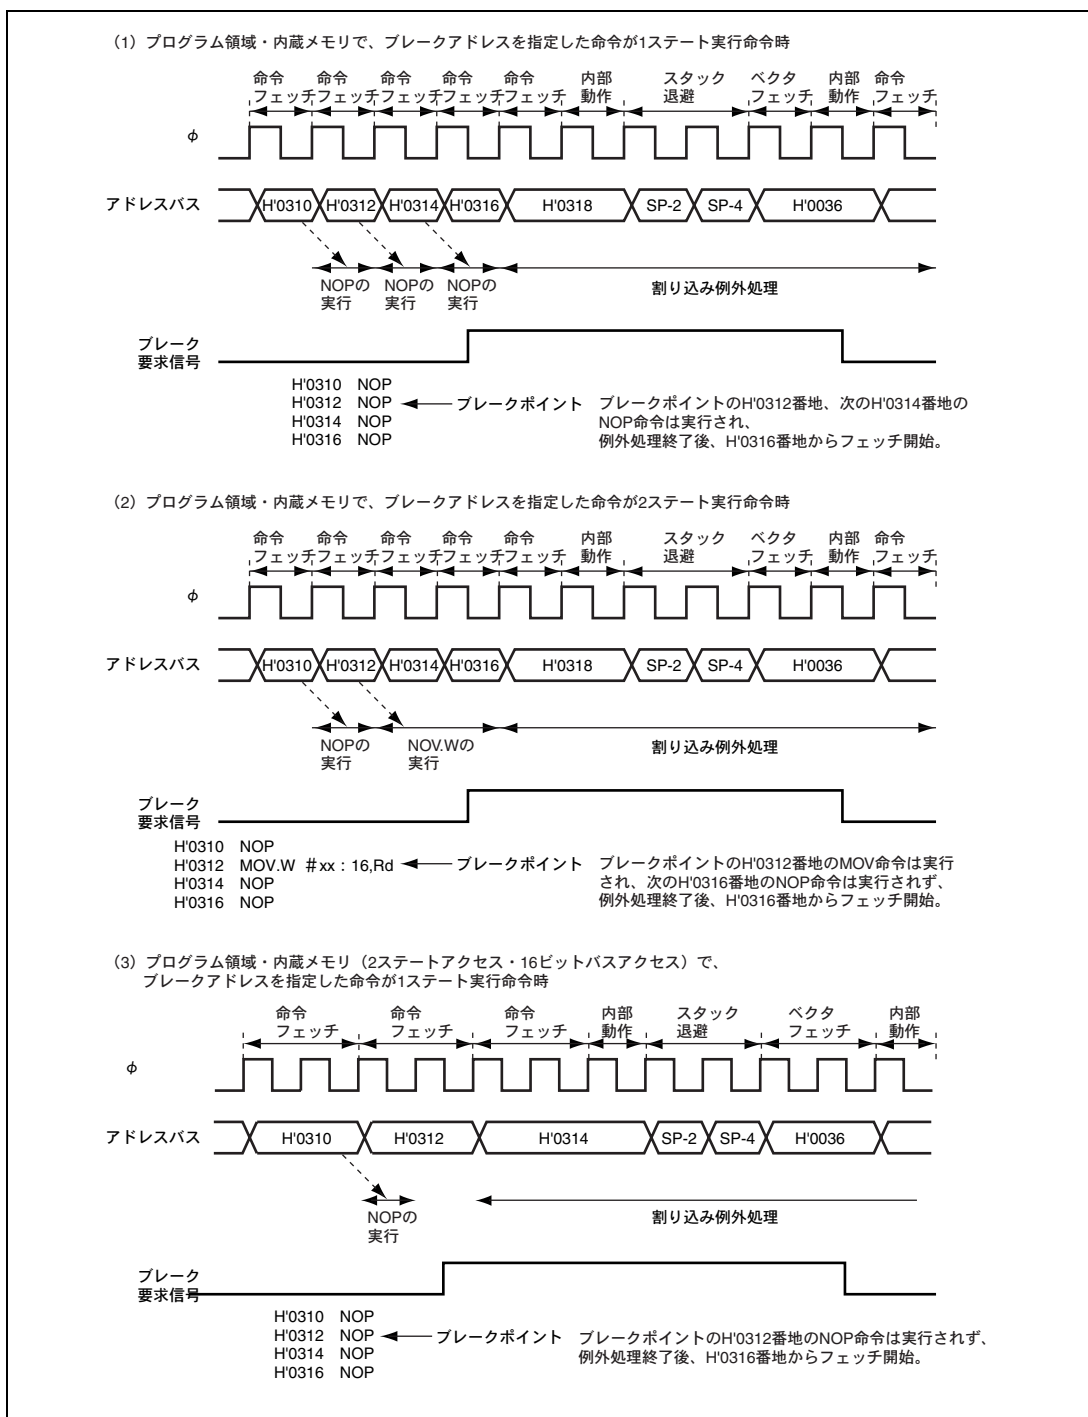 (1) プログラム領域・内蔵メモリで、ブレークアドレスを指定した命令が1ステート実行命令時
命令 命令 命令 命令 命令 内部 スタック ベクタ 内部 命令
フェッチ フェッチ フェッチ フェッチ フェッチ 動作 退避 フェッチ 動作 フェッチ
φ
アドレスバス H'0310 H'0312 H'0314 H'0316 H'0318 SP-2 SP-4 H'0036
NOPの NOPの NOPの 割り込み例外処理
実行 実行 実行
ブレーク
要求信号
H'0310 NOP
H'0312 NOP ブレークポイント ブレークポイントのH'0312番地、次のH'0314番地の
H'0314 NOP NOP命令は実行され、
H'0316 NOP 例外処理終了後、H'0316番地からフェッチ開始。
(2) プログラム領域・内蔵メモリで、ブレークアドレスを指定した命令が2ステート実行命令時
命令 命令 命令 命令 命令 内部 スタック ベクタ 内部 命令
フェッチ フェッチ フェッチ フェッチ フェッチ 動作 退避 フェッチ 動作 フェッチ
φ
アドレスバス H'0310 H'0312 H'0314 H'0316 H'0318 SP-2 SP-4 H'0036
NOPの NOV.Wの 割り込み例外処理
実行 実行
ブレーク
要求信号
H'0310 NOP
H'0312 MOV.W #xx:16,Rd ブレークポイント ブレークポイントのH'0312番地のMOV命令は実行
H'0314 NOP され、次のH'0316番地のNOP命令は実行されず、
H'0316 NOP 例外処理終了後、H'0316番地からフェッチ開始。
(3) プログラム領域・内蔵メモリ(2ステートアクセス・16ビットバスアクセス)で、
ブレークアドレスを指定した命令が1ステート実行命令時
命令 命令 命令 内部 スタック ベクタ 内部
フェッチ フェッチ フェッチ 動作 退避 フェッチ 動作
φ
アドレスバス H'0310 H'0312 H'0314 SP-2 SP-4 H'0036
NOPの 割り込み例外処理
実行
ブレーク
要求信号
H'0310 NOP
H'0312 NOP ブレークポイント ブレークポイントのH'0312番地のNOP命令は実行されず、
H'0314 NOP 例外処理終了後、H'0316番地からフェッチ開始。
H'0316 NOP